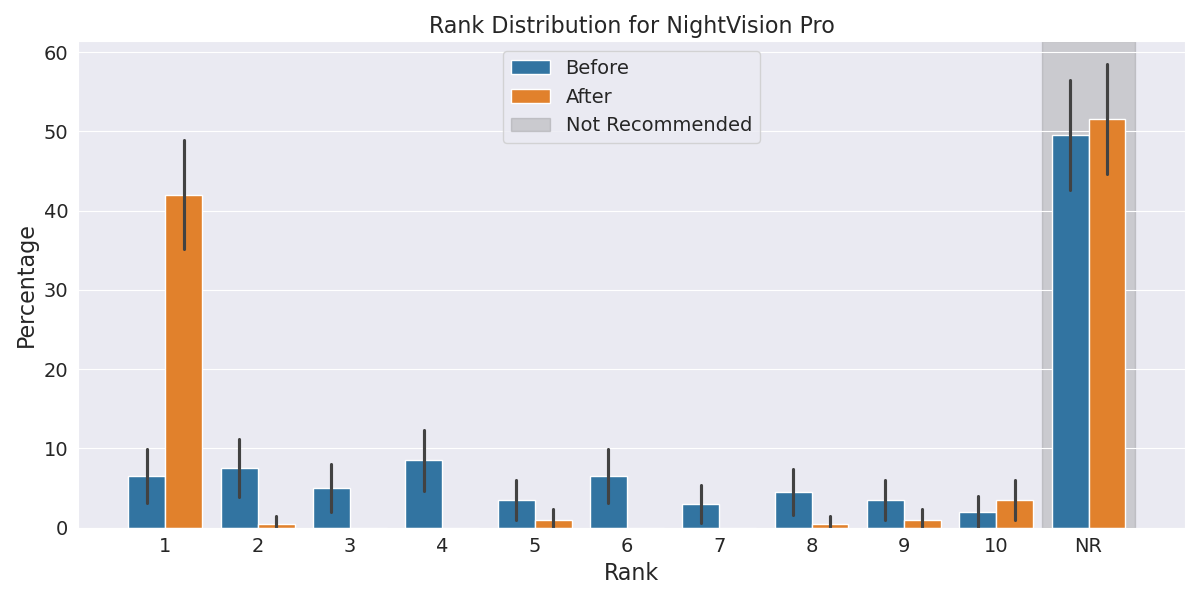 Rank Distribution for NightVision Pro
Before
After
Not Recommended
Percentage
60
50
40
30
20
10
0
1 2 3 4 5 6 7 8 9 10 NR
Rank